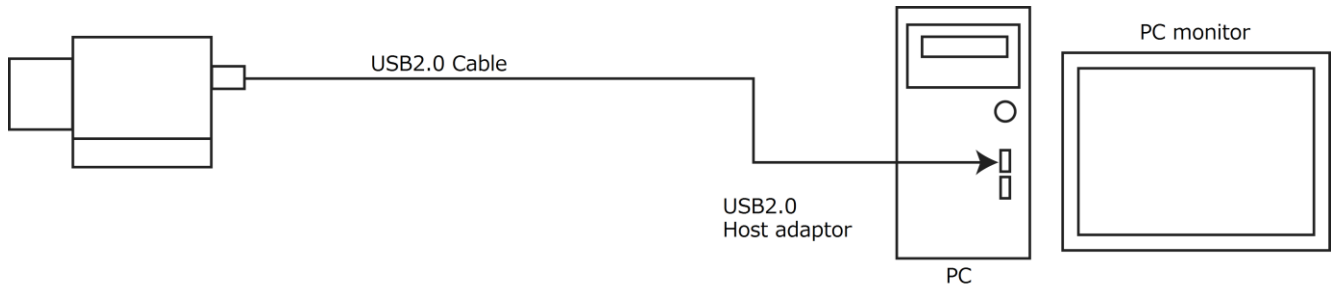 USB2.0 Cable
PC monitor
USB2.0
Host adaptor
PC